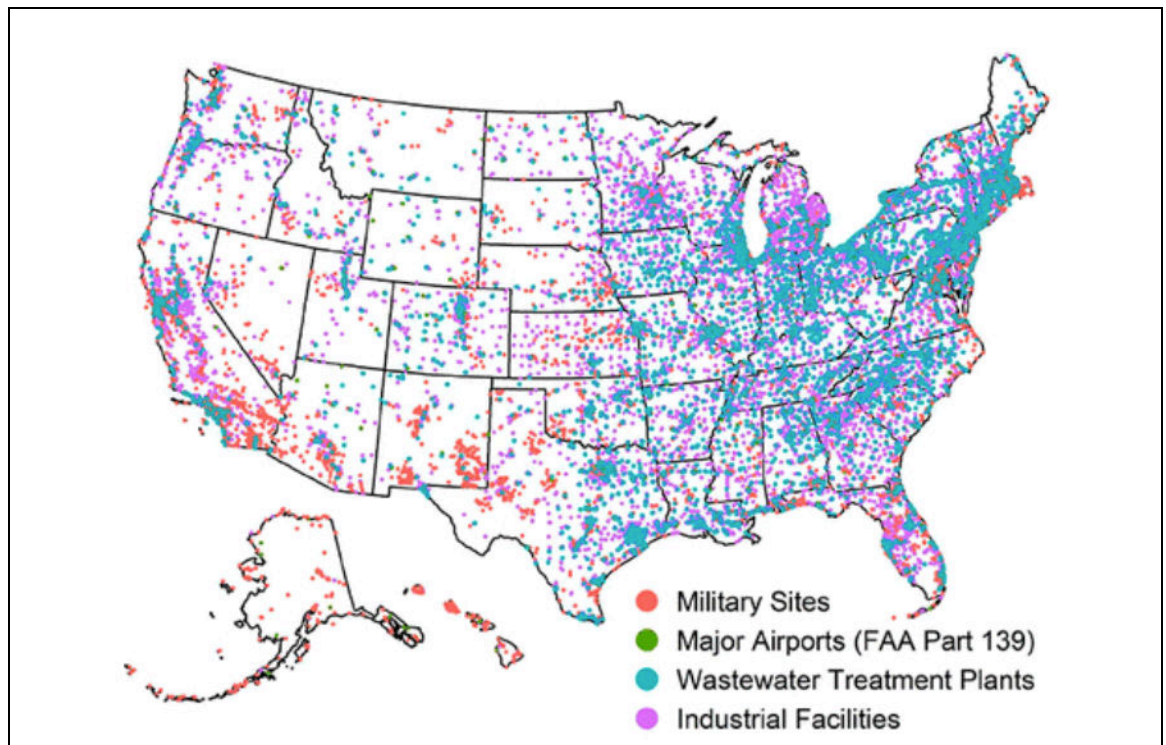 Military Sites
Major Airports (FAA Part 139)
Wastewater Treatment Plants
Industrial Facilities